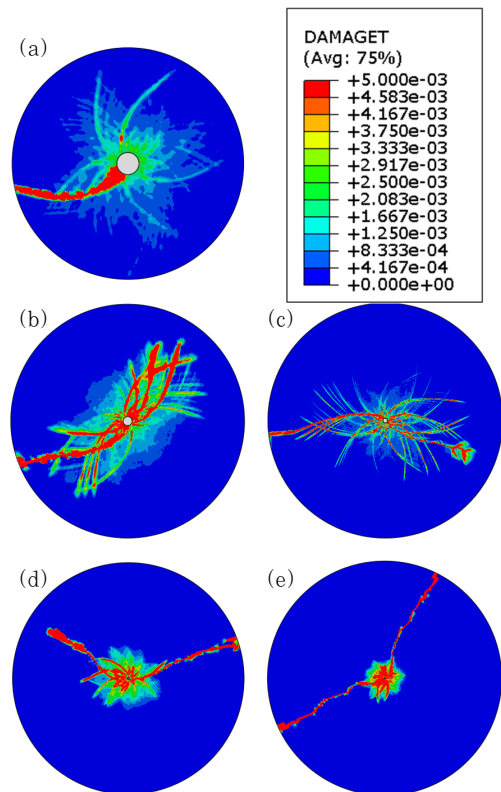 (a)
DAMAGET
(Avg: 75%)
+5.000e-03
+4.583e-03
+4.167e-03
+3.750e-03
+3.333e-03
+2.917e-03
+2.500e-03
+2.083e-03
+1.667e-03
+1.250e-03
+8.333e-04
+4.167e-04
+0.000e+00
(b)
(c)
(d)
(e)